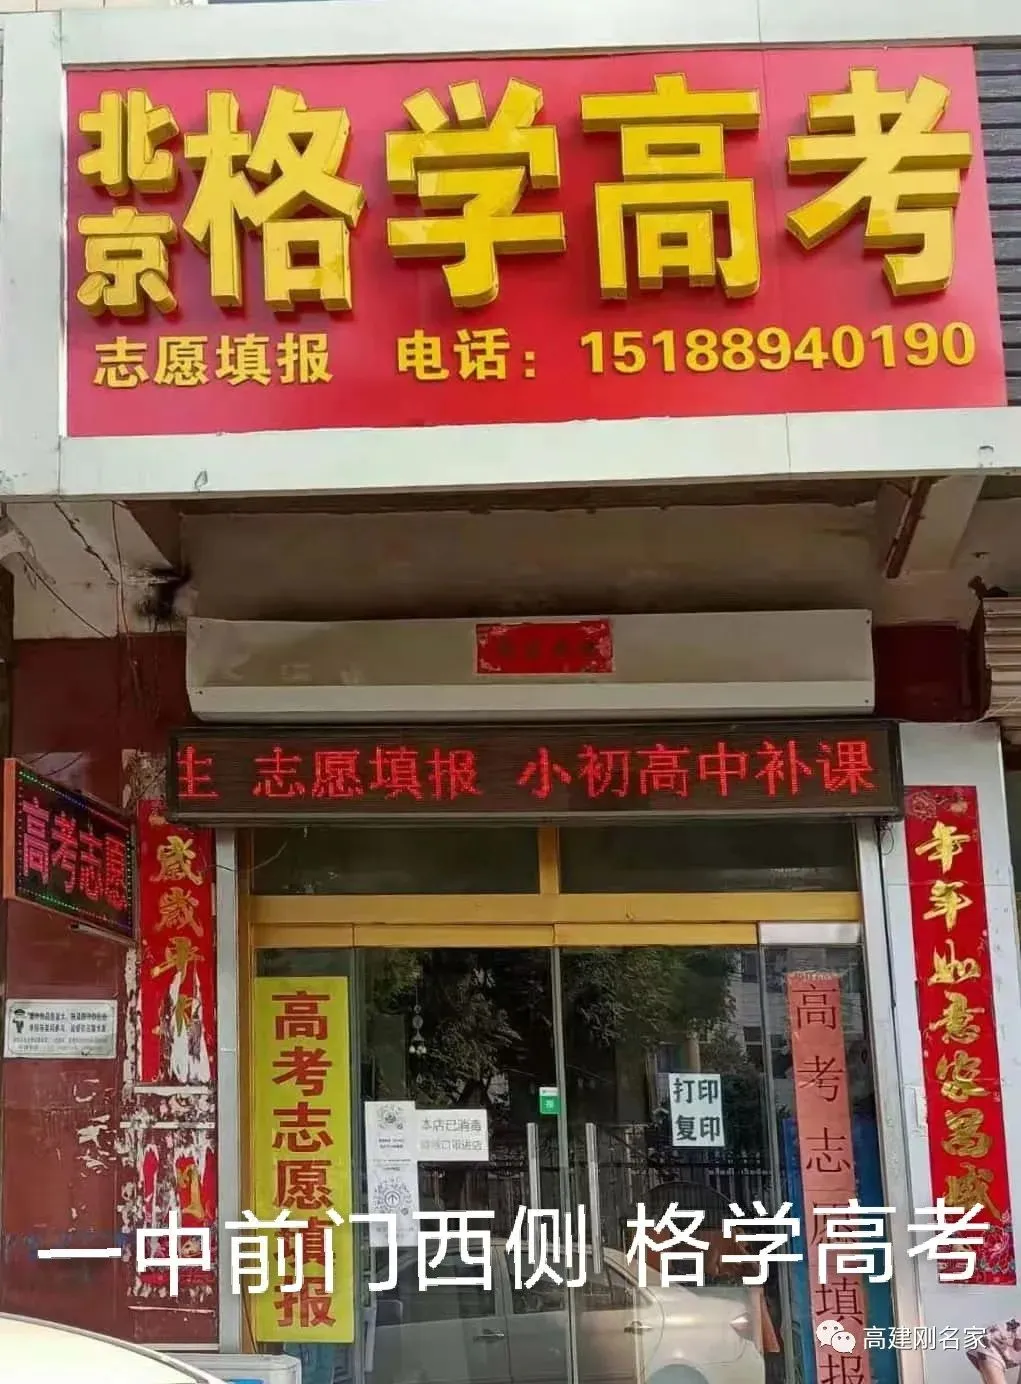 北京格学高考
志愿填报 电话：15188940190
生 志愿填报 小初高中补课
高考志愿
岁岁平
年年如意家昌盛
高考志愿填报
高考志愿填报
打印
复印
本店已消毒
一中前门西侧 格学高考
高建刚名家